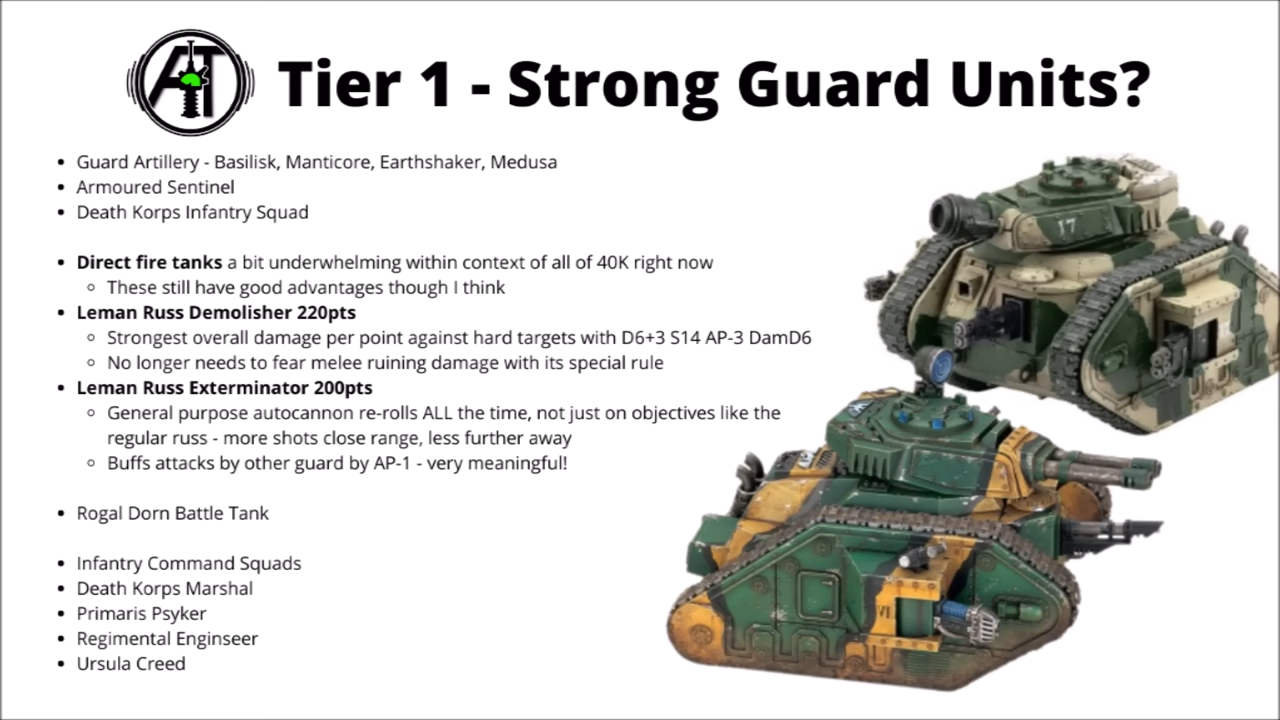 AT
Tier 1 - Strong Guard Units?
• Guard Artillery - Basilisk, Manticore, Earthshaker, Medusa
• Armoured Sentinel
• Death Korps Infantry Squad
• Direct fire tanks a bit underwhelming within context of all of 40K right now
◦ These still have good advantages though I think
• Leman Russ Demolisher 220pts
◦ Strongest overall damage per point against hard targets with D6+3 S14 AP-3 DamD6
◦ No longer needs to fear melee ruining damage with its special rule
• Leman Russ Exterminator 200pts
◦ General purpose autocannon re-rolls ALL the time, not just on objectives like the
regular russ - more shots close range, less further away
◦ Buffs attacks by other guard by AP-1 - very meaningful!
• Rogal Dorn Battle Tank
• Infantry Command Squads
• Death Korps Marshal
• Primaris Psyker
• Regimental Enginseer
• Ursula Creed
17
VI